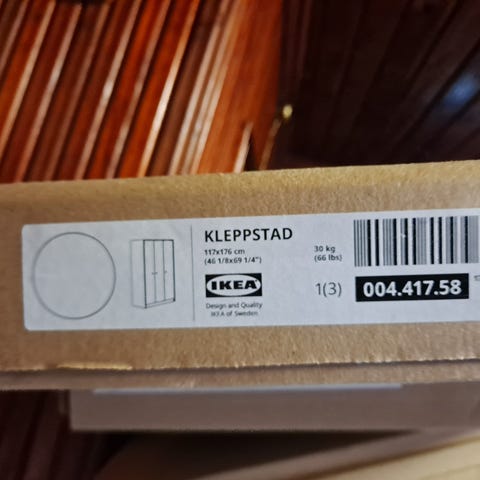 KLEPPSTAD
117x176 cm
(46 1/8x69 1/4")
30 kg
(66 lbs)
IKEA
1(3)
004.417.58
Design and Quality
IKEA of Sweden